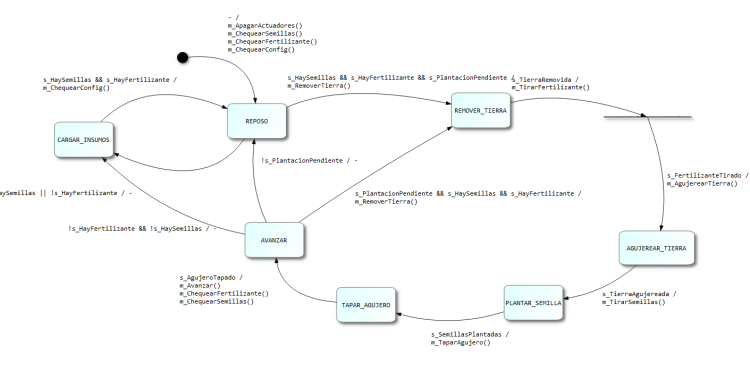 - /
m_ApagarActuadores()
m_ChequearSemillas()
m_ChequearFertilizante()
m_ChequearConfig()
s_HaySemillas && s_HayFertilizante /
m_ChequearConfig()
s_HaySemillas && s_HayFertilizante && s_PlantacionPendiente /
m_RemoverTierra()
s_TierraRemovida /
m_TirarFertilizante()
REPOSO
REMOVER_TIERRA
CARGAR_INSUMOS
!s_PlantacionPendiente / -
s_FertilizanteTirado /
m_AgujerearTierra()
aySemillas || !s_HayFertilizante / -
s_PlantacionPendiente && s_HaySemillas && s_HayFertilizante /
m_RemoverTierra()
!s_HayFertilizante && !s_HaySemillas / -
AVANZAR
AGUJEREAR_TIERRA
s_AgujeroTapado /
m_Avanzar()
m_ChequearFertilizante()
m_ChequearSemillas()
TAPAR_AGUJERO
PLANTAR_SEMILLA
s_TierraAgujereada /
m_TirarSemillas()
s_SemillasPlantadas /
m_TaparAgujero()